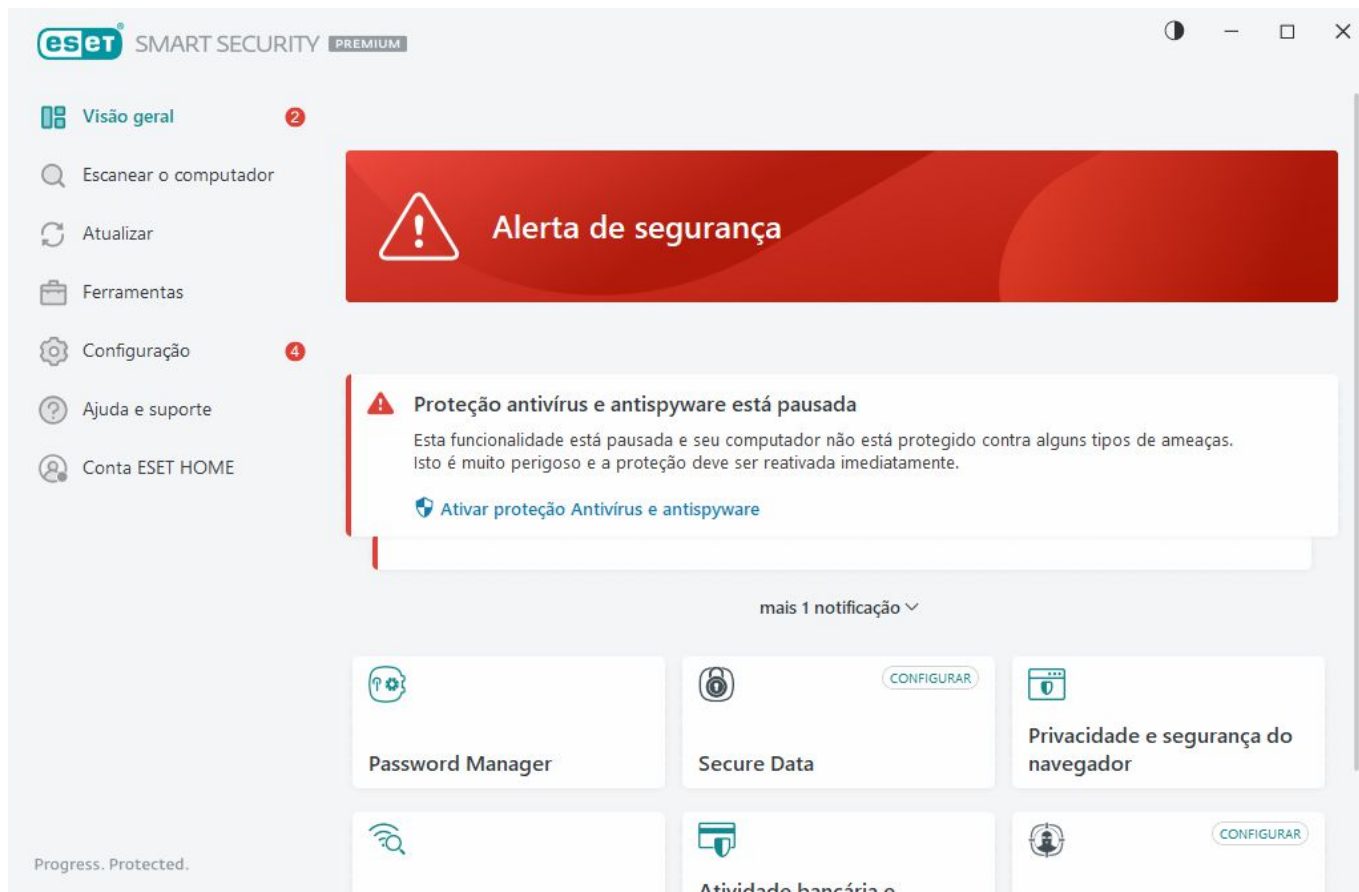 eset® SMART SECURITY PREMIUM
Visão geral 2
Escanear o computador
Atualizar
Ferramentas
Configuração 4
Ajuda e suporte
Conta ESET HOME
Alerta de segurança
Proteção antivírus e antispyware está pausada
Esta funcionalidade está pausada e seu computador não está protegido contra alguns tipos de ameaças.
Isto é muito perigoso e a proteção deve ser reativada imediatamente.
Ativar proteção Antivírus e antispyware
mais 1 notificação
Password Manager
CONFIGURAR
Secure Data
Privacidade e segurança do
navegador
Atividade bancária e
CONFIGURAR
Progress. Protected.